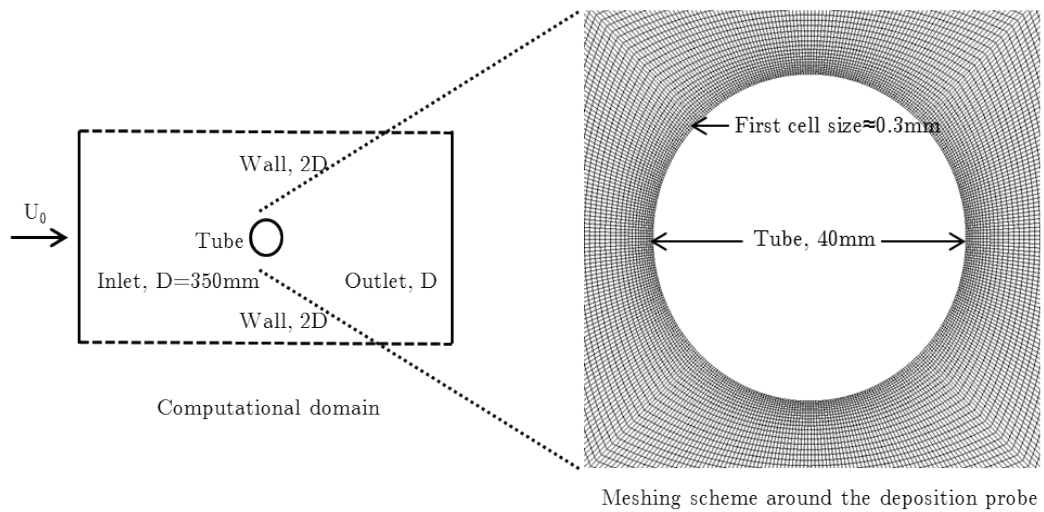 Wall, 2D
U₀
Tube
Inlet, D=350mm
Outlet, D
Wall, 2D
Computational domain
First cell size≈0.3mm
Tube, 40mm
Meshing scheme around the deposition probe